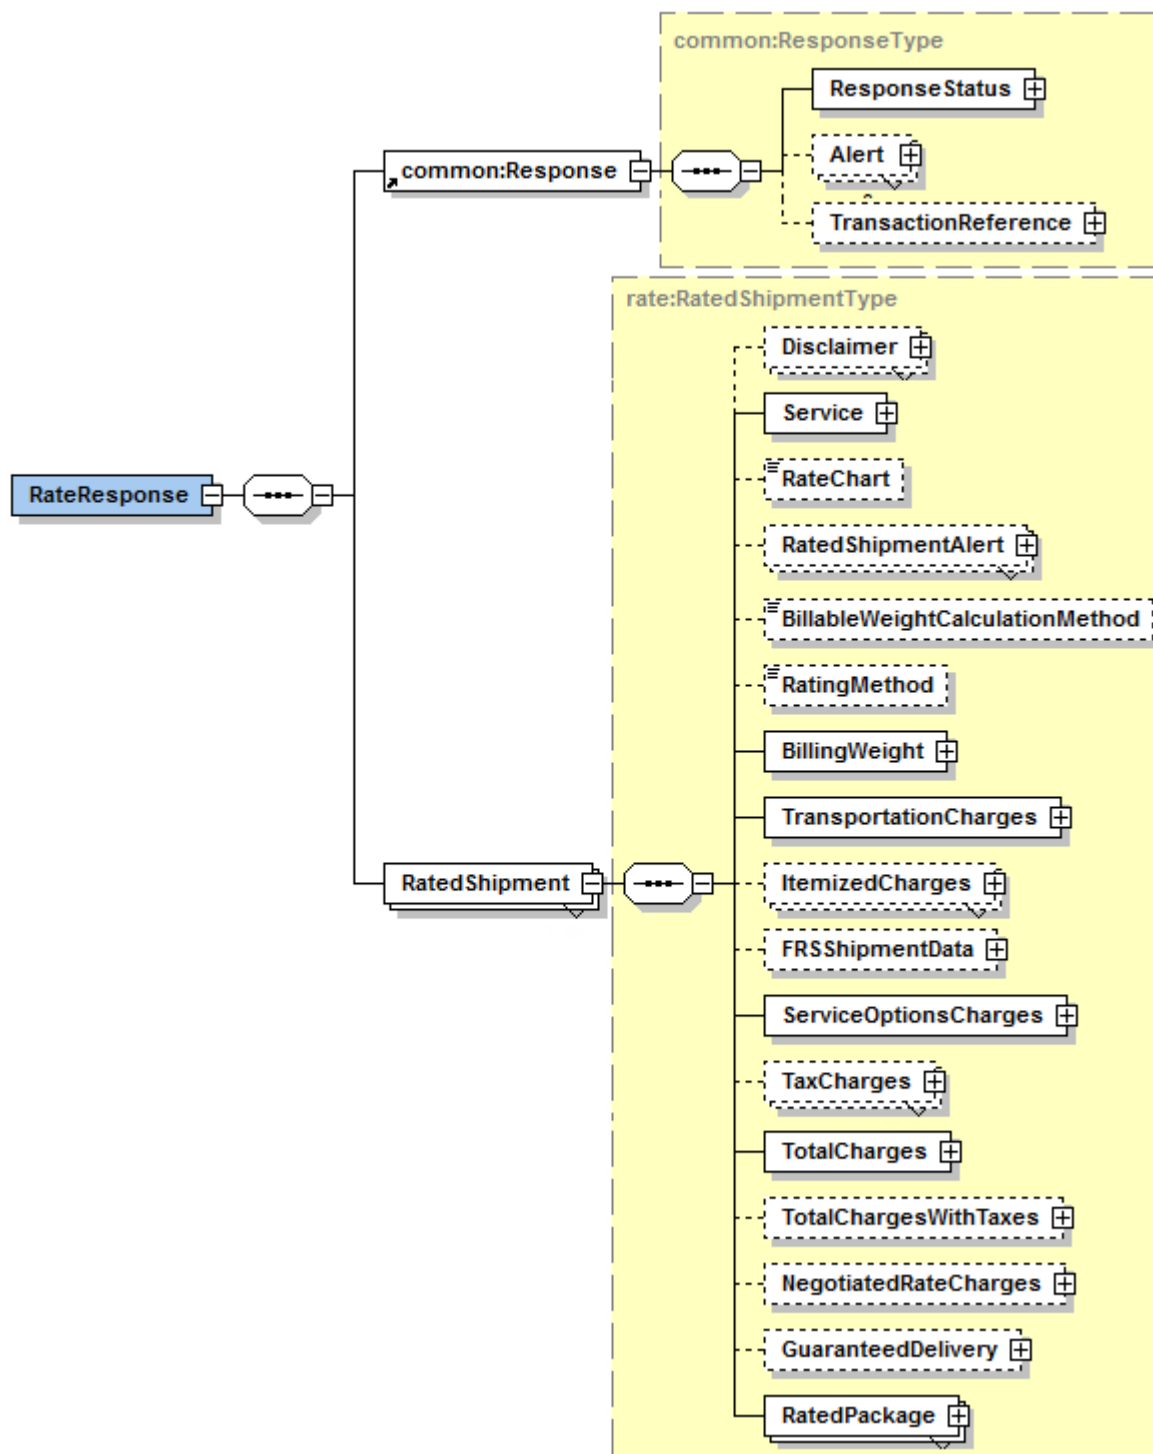 common:ResponseType
ResponseStatus
Alert
common:Response
TransactionReference
rate:RatedShipmentType
Disclaimer
Service
RateChart
RateResponse
RatedShipmentAlert
BillableWeightCalculationMethod
RatingMethod
BillingWeight
TransportationCharges
RatedShipment
ItemizedCharges
FRSShipmentData
ServiceOptionsCharges
TaxCharges
TotalCharges
TotalChargesWithTaxes
NegotiatedRateCharges
GuaranteedDelivery
RatedPackage